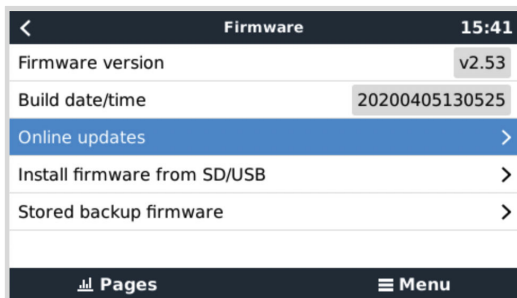 Firmware 15:41
Firmware version v2.53
Build date/time 20200405130525
Online updates
Install firmware from SD/USB
Stored backup firmware
Pages Menu